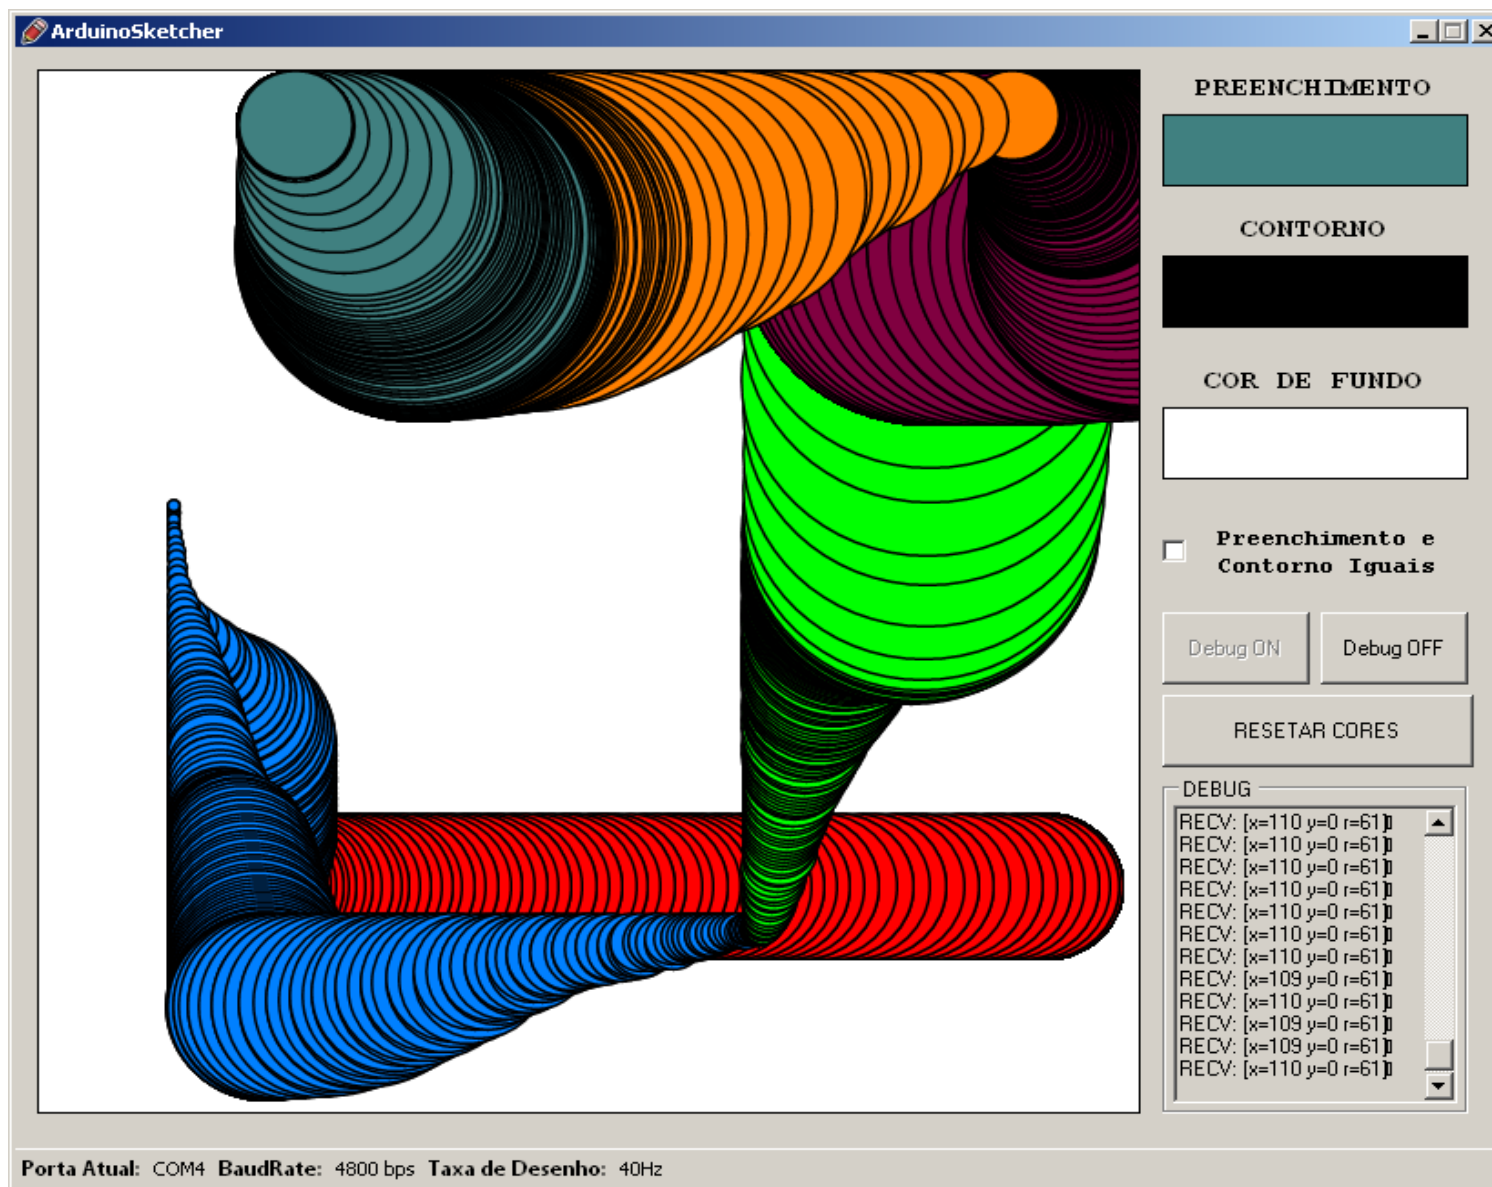 ArduinoSketcher
PREENCHIMENTO
CONTORNO
COR DE FUNDO
Preenchimento e
Contorno Iguais
Debug ON
Debug OFF
RESETAR CORES
DEBUG
RECV: [x=110 y=0 r=61]
RECV: [x=110 y=0 r=61]
RECV: [x=110 y=0 r=61]
RECV: [x=110 y=0 r=61]
RECV: [x=110 y=0 r=61]
RECV: [x=110 y=0 r=61]
RECV: [x=110 y=0 r=61]
RECV: [x=109 y=0 r=61]
RECV: [x=110 y=0 r=61]
RECV: [x=109 y=0 r=61]
RECV: [x=109 y=0 r=61]
RECV: [x=110 y=0 r=61]
Porta Atual: COM4 BaudRate: 4800 bps Taxa de Desenho: 40Hz